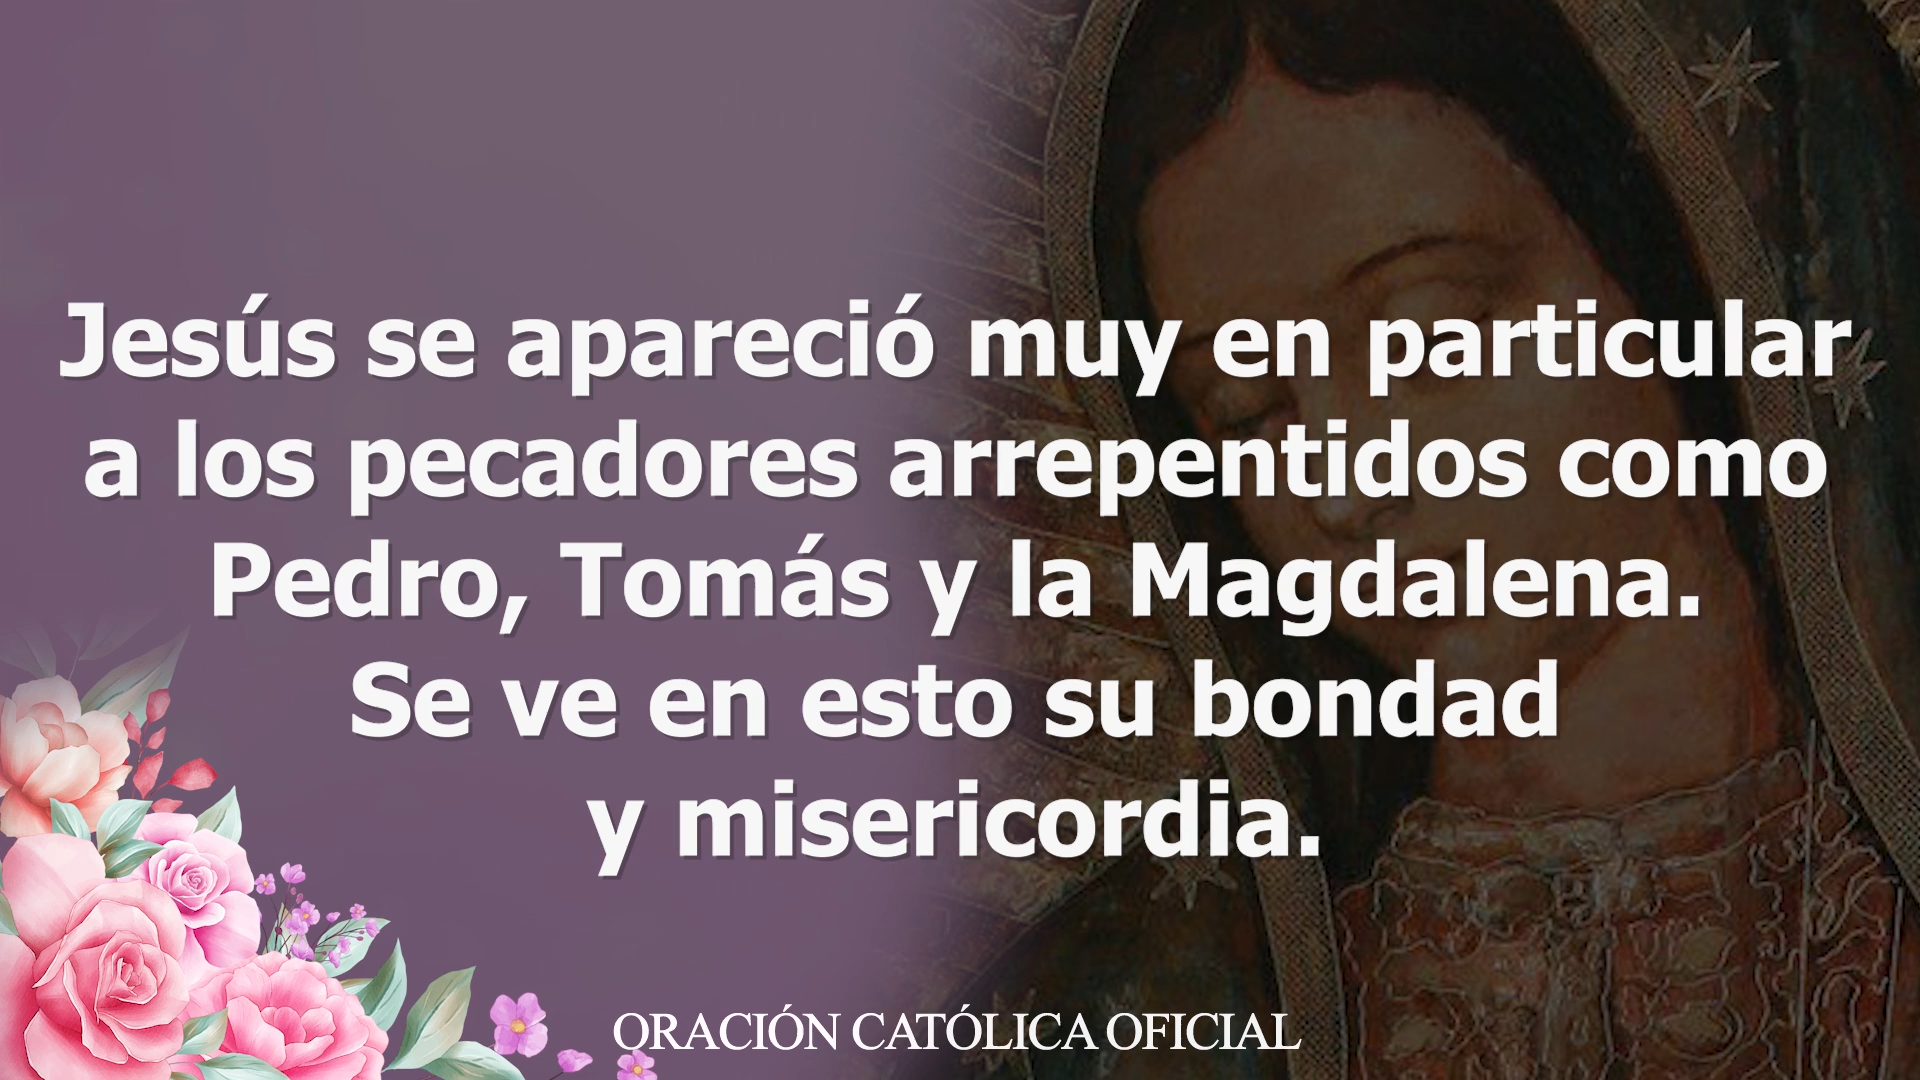 Jesús se apareció muy en particular
a los pecadores arrepentidos como
Pedro, Tomás y la Magdalena.
Se ve en esto su bondad
y misericordia.
ORACIÓN CATÓLICA OFICIAL